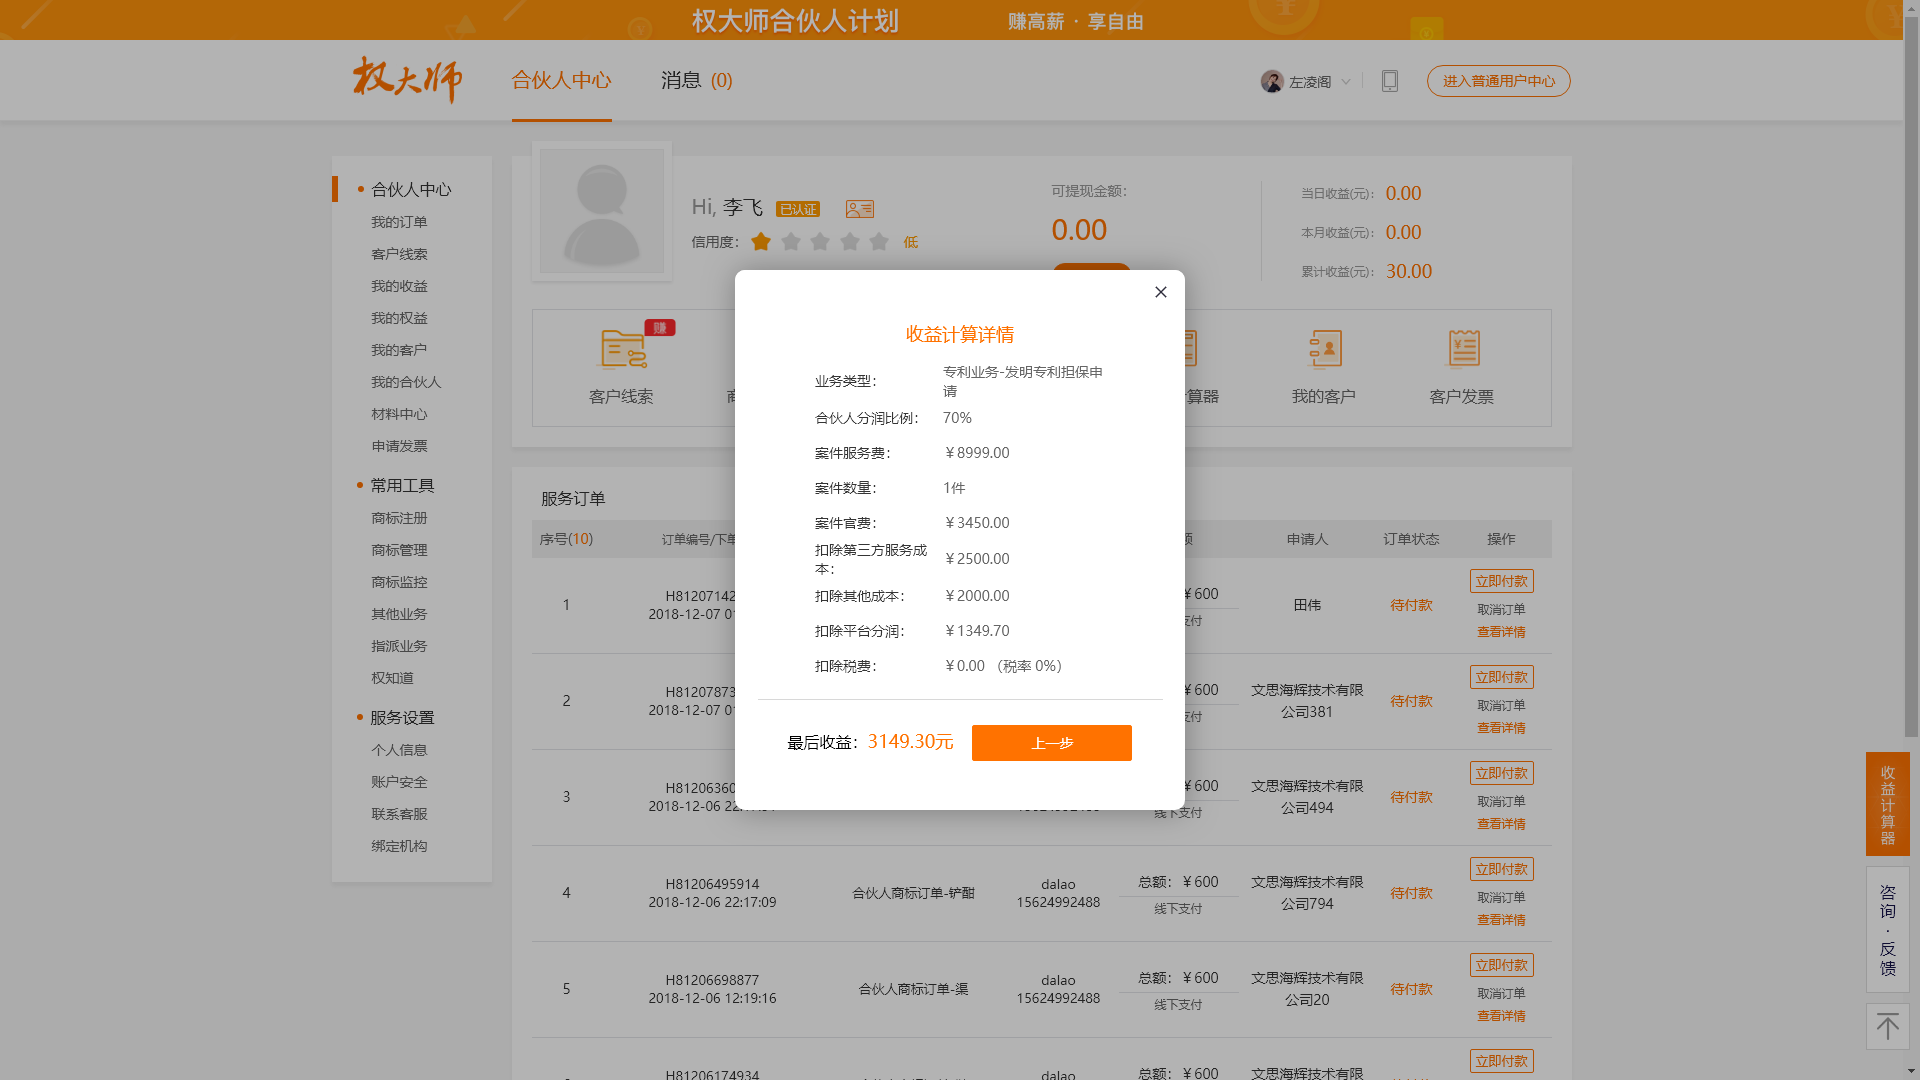 权大师合伙人计划 赚高薪 · 享自由
权大师 合伙人中心 消息 (0) 左凌阁 进入普通用户中心
合伙人中心
我的订单
客户线索
我的收益
我的权益
我的客户
我的合伙人
材料中心
申请发票
常用工具
商标注册
商标管理
商标监控
其他业务
指派业务
权知道
服务设置
个人信息
账户安全
联系客服
绑定机构
Hi, 李飞 已认证
信用度： 低
可提现金额：
0.00
当日收益(元)： 0.00
本月收益(元)： 0.00
累计收益(元)： 30.00
赚
客户线索
算器
我的客户
客户发票
收益计算详情
业务类型： 专利业务-发明专利担保申
请
合伙人分润比例： 70%
案件服务费： ￥8999.00
案件数量： 1件
案件官费： ￥3450.00
扣除第三方服务成
本： ￥2500.00
扣除其他成本： ￥2000.00
扣除平台分润： ￥1349.70
扣除税费： ￥0.00 （税率 0%）
最后收益： 3149.30元 上一步
服务订单
序号(10) 订单编号/下单 额 申请人 订单状态 操作
1 H81207142 ￥600 田伟 待付款 立即付款
2018-12-07 0 支付 取消订单
查看详情
2 H81207873 ￥600 文思海辉技术有限 待付款 立即付款
2018-12-07 0 支付 公司381 取消订单
查看详情
3 H81206360 ￥600 文思海辉技术有限 待付款 立即付款
2018-12-06 22 线下支付 公司494 取消订单
查看详情
4 H81206495914 合伙人商标订单-铲酣 dalao 总额：￥600 文思海辉技术有限 待付款 立即付款
2018-12-06 22:17:09 15624992488 线下支付 公司794 取消订单
查看详情
5 H81206698877 合伙人商标订单-渠 dalao 总额：￥600 文思海辉技术有限 待付款 立即付款
2018-12-06 12:19:16 15624992488 线下支付 公司20 取消订单
查看详情
H81206174934 dalao 总额：￥600 文思海辉技术有限 立即付款
收益计算器
咨询·反馈